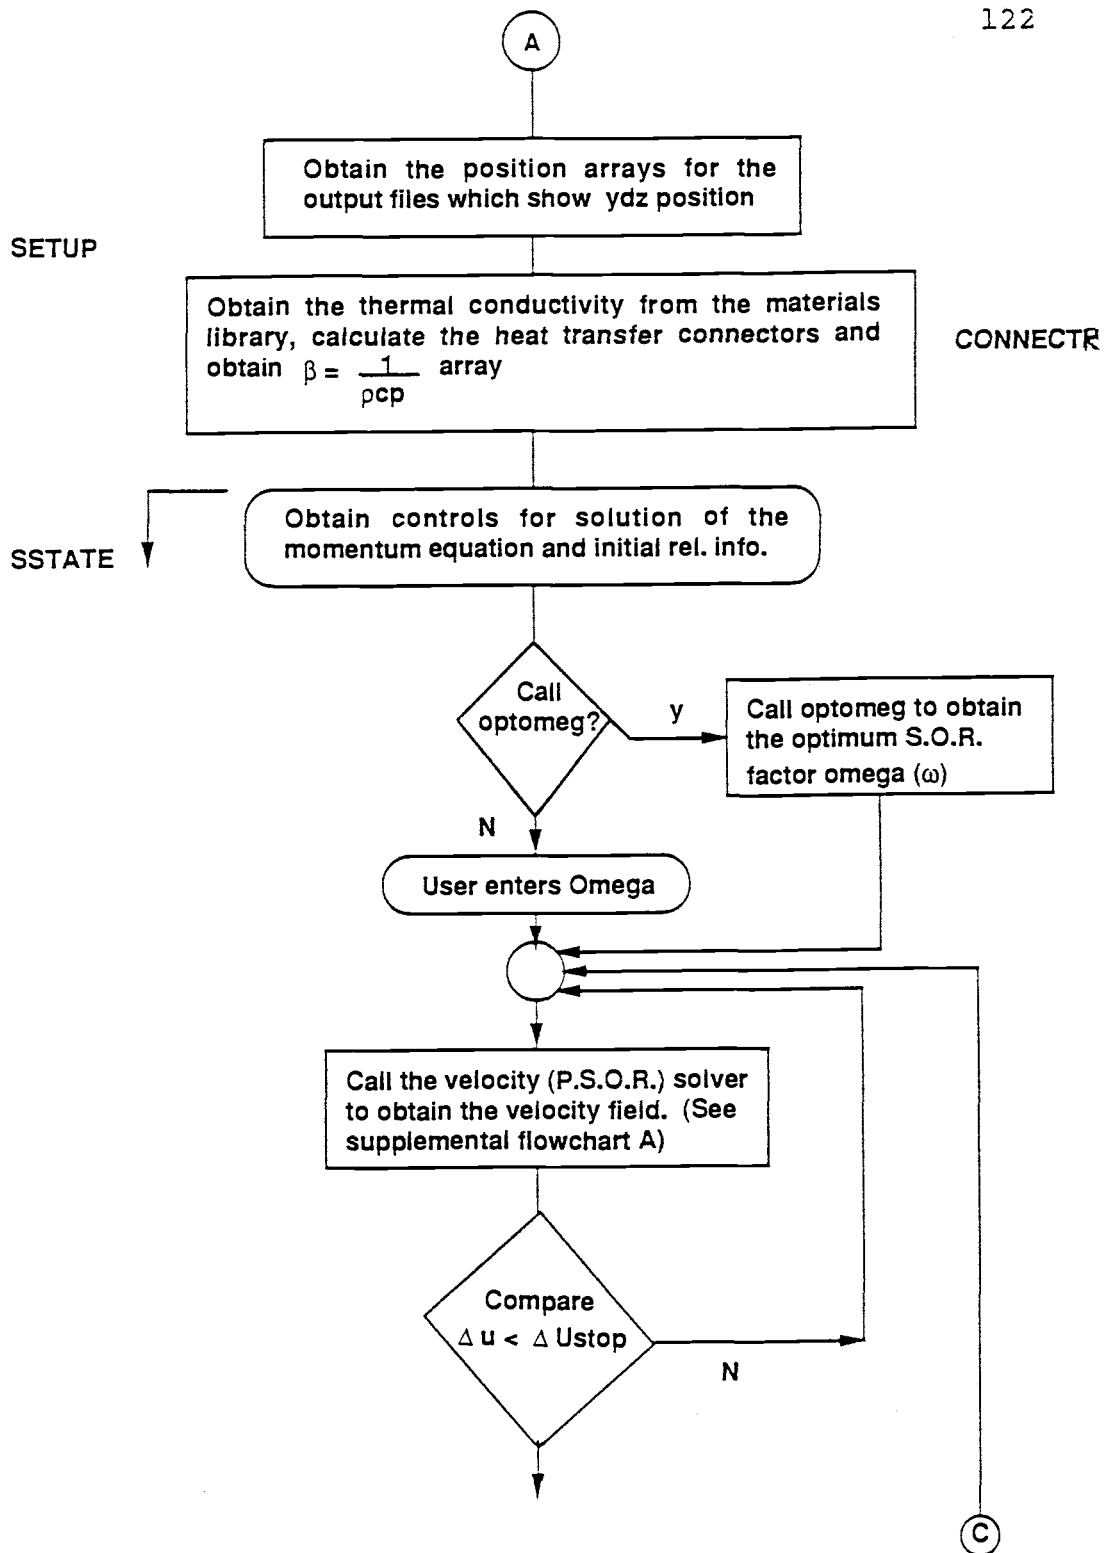 122
A
Obtain the position arrays for the
output files which show ydz position
SETUP
Obtain the thermal conductivity from the materials
library, calculate the heat transfer connectors and
obtain β = 1/ρcp array
CONNECTR
Obtain controls for solution of the
momentum equation and initial rel. info.
SSTATE
Call
optomeg?
y
Call optomeg to obtain
the optimum S.O.R.
factor omega (ω)
N
User enters Omega
Call the velocity (P.S.O.R.) solver
to obtain the velocity field. (See
supplemental flowchart A)
Compare
Δ u < Δ Ustop
N
C